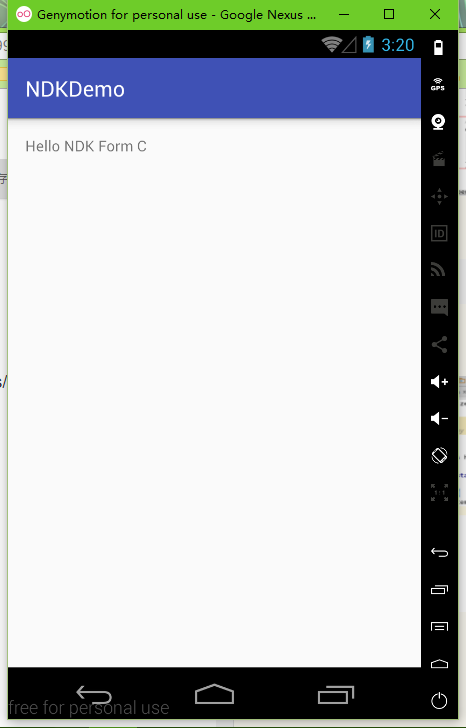 Genymotion for personal use - Google Nexus ...
3:20
GPS
NDKDemo
Hello NDK Form C
ID
free for personal use